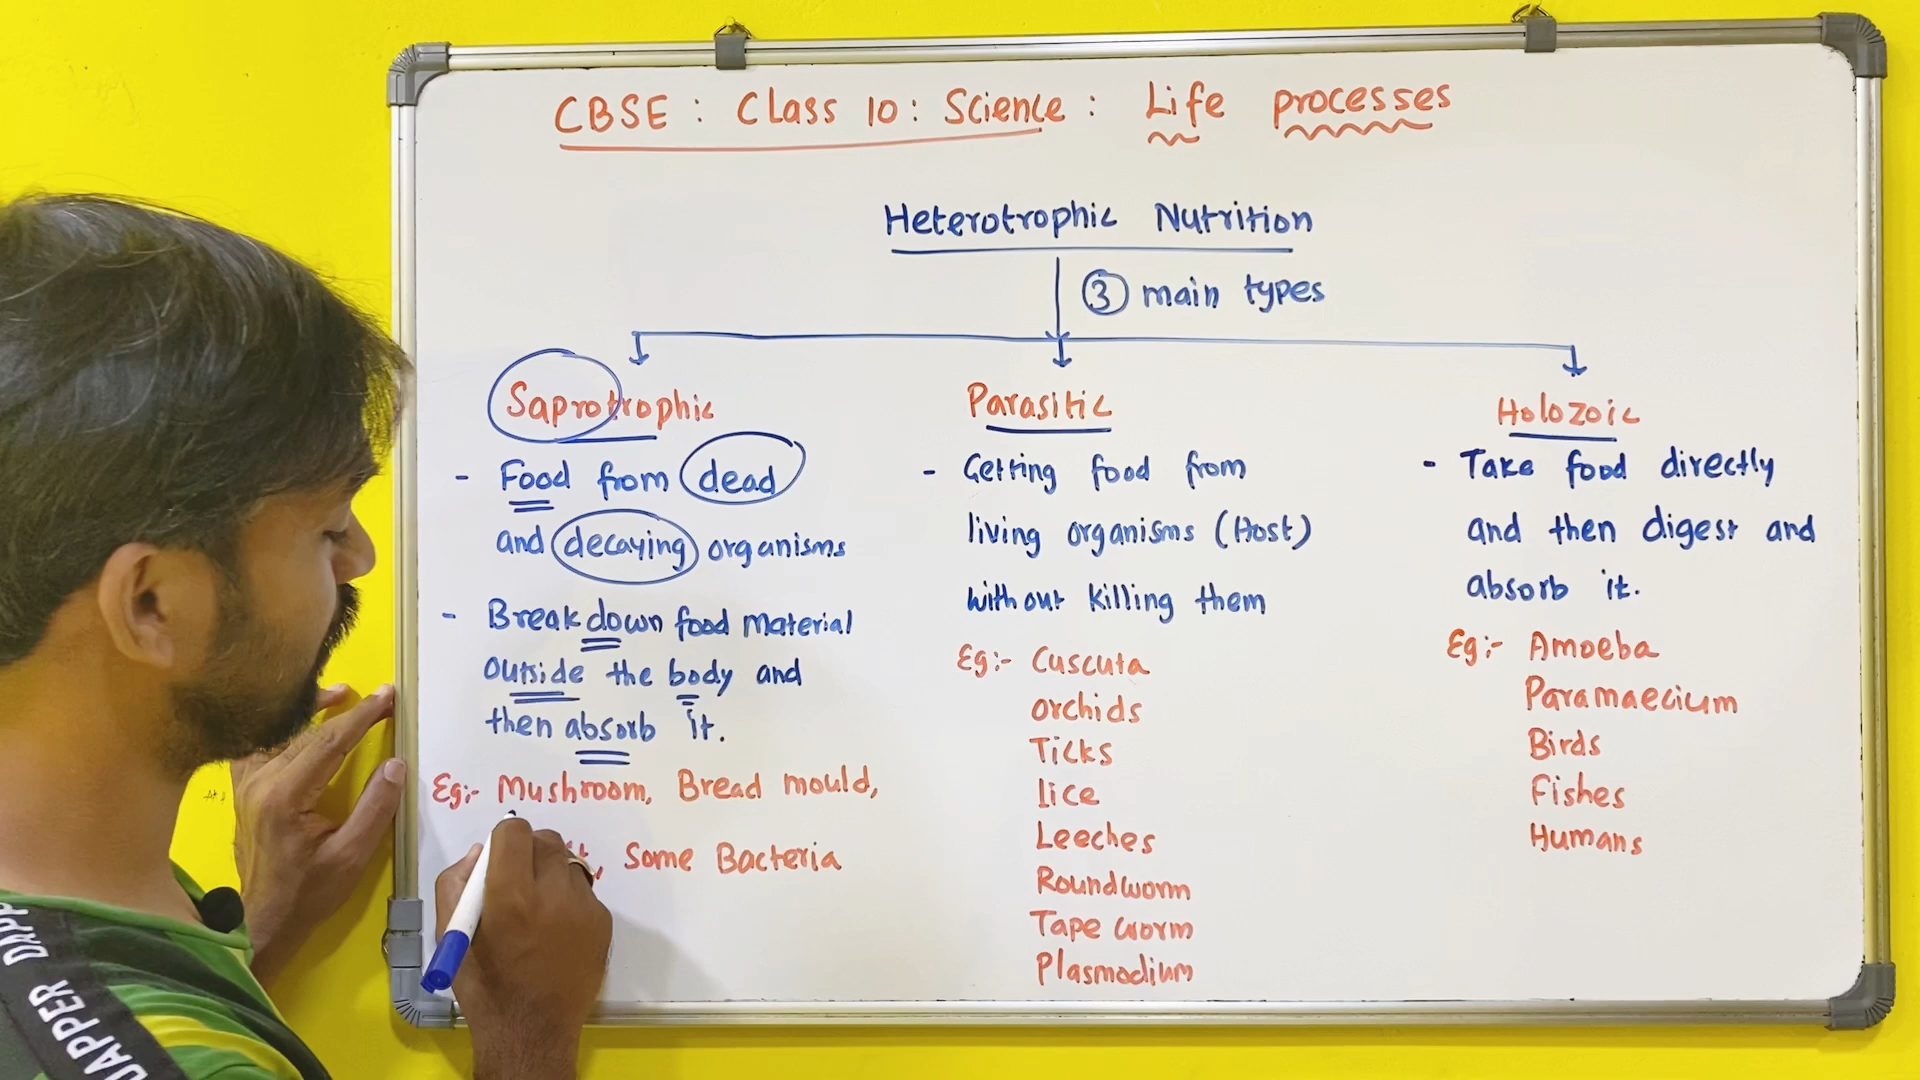 CBSE : Class 10 : Science : Life processes
Heterotrophic Nutrition
3 main types
Saprotrophic
- Food from dead
and decaying organisms
- Break down food material
outside the body and
then absorb it.
Eg:- Mushroom, Bread mould,
, Some Bacteria
Parasitic
- Getting food from
living organisms (Host)
without killing them
Eg:- Cuscuta
Orchids
Ticks
lice
Leeches
Roundworm
Tape worm
Plasmodium
Holozoic
- Take food directly
and then digest and
absorb it.
Eg:- Amoeba
Paramaecium
Birds
Fishes
Humans
DAPPER DAPP